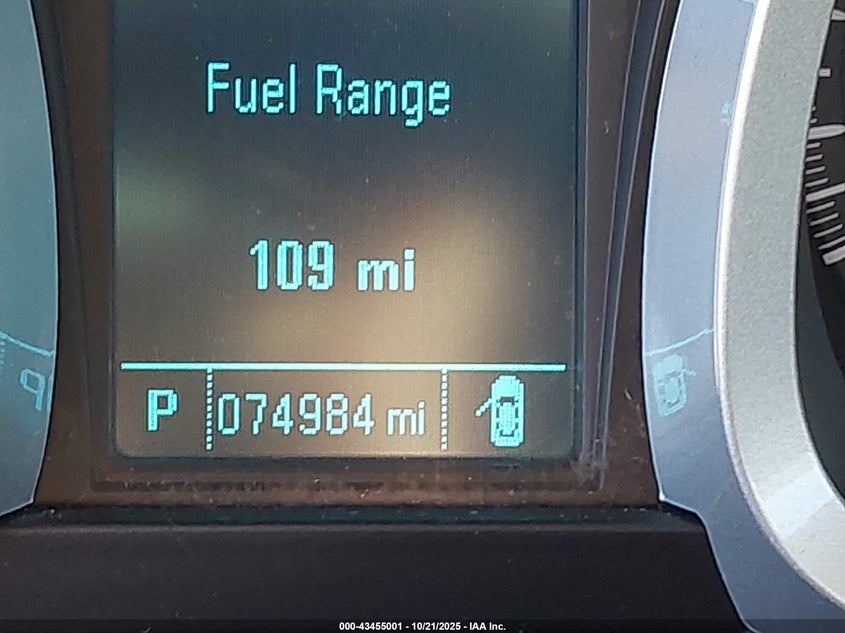 Fuel Range
109 mi
P 074984 mi
000-43455001 - 10/21/2025 - IAA Inc.